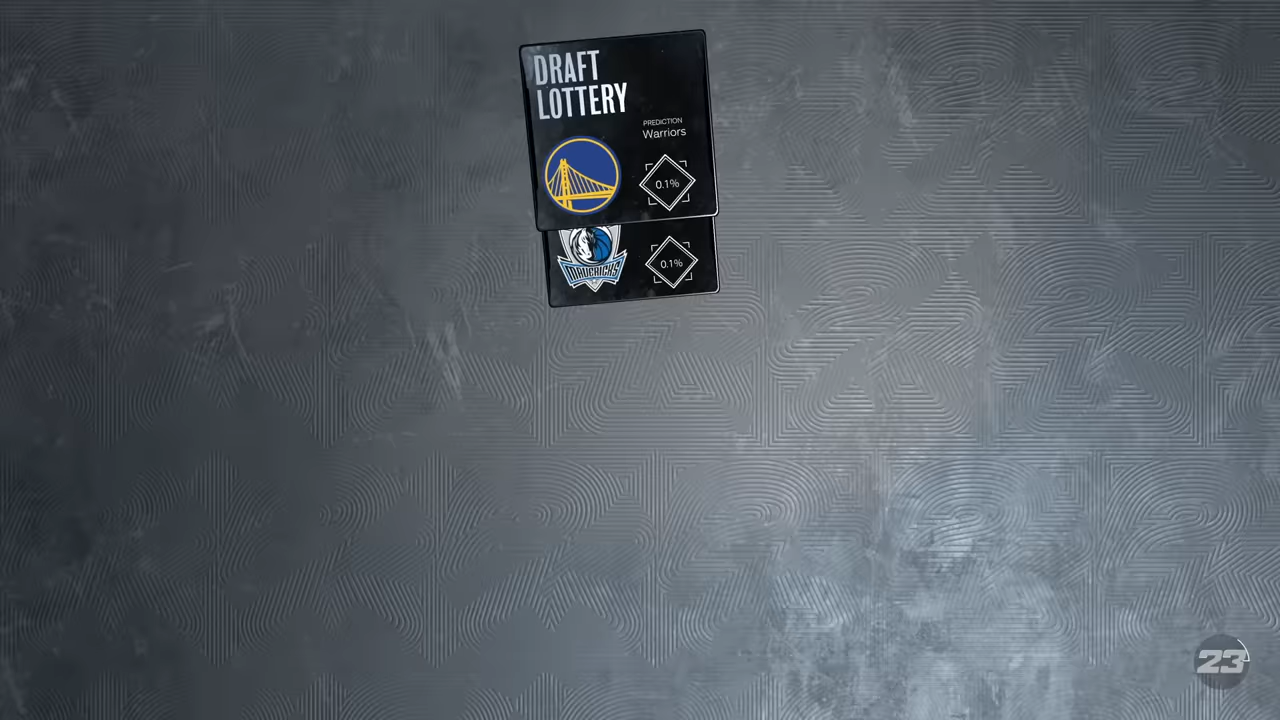 DRAFT
LOTTERY
PREDICTION
Warriors
0.1%
MAVERICKS
0.1%
23